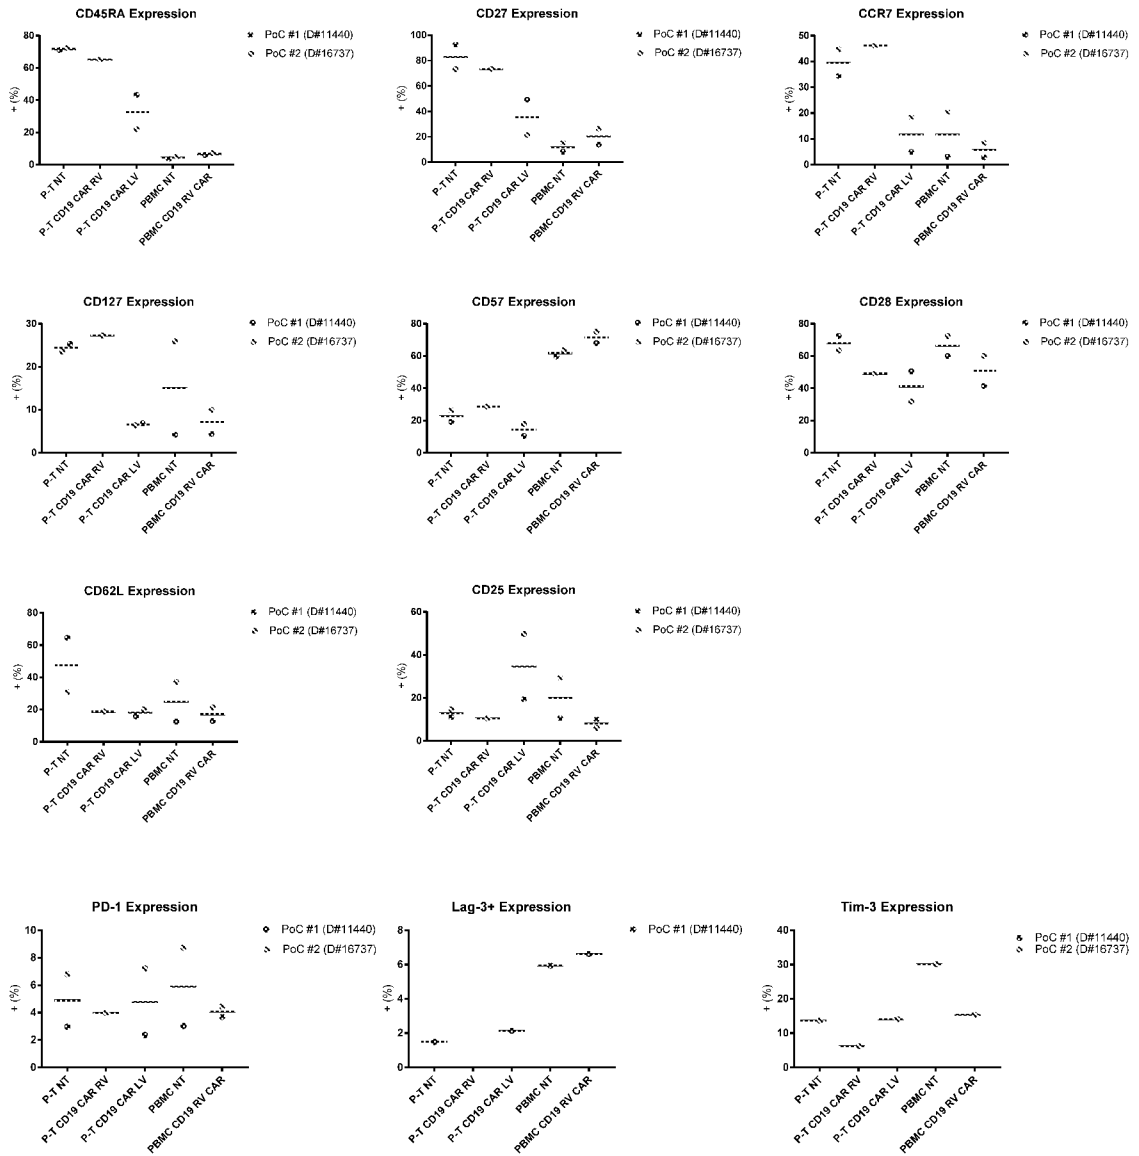 CD45RA Expression
PoC #1 (D#11440)
PoC #2 (D#16737)
80
60
40
20
0
+ (%)
P-T NT
P-T CD19 CAR RV
P-T CD19 CAR LV
PBMC NT
PBMC CD19 RV CAR
CD27 Expression
PoC #1 (D#11440)
PoC #2 (D#16737)
100
80
60
40
20
0
+ (%)
P-T NT
P-T CD19 CAR RV
P-T CD19 CAR LV
PBMC NT
PBMC CD19 RV CAR
CCR7 Expression
PoC #1 (D#11440)
PoC #2 (D#16737)
50
40
30
20
10
0
+ (%)
P-T NT
P-T CD19 CAR RV
P-T CD19 CAR LV
PBMC NT
PBMC CD19 RV CAR
CD127 Expression
PoC #1 (D#11440)
PoC #2 (D#16737)
30
20
10
0
+ (%)
P-T NT
P-T CD19 CAR RV
P-T CD19 CAR LV
PBMC NT
PBMC CD19 RV CAR
CD57 Expression
PoC #1 (D#11440)
PoC #2 (D#16737)
80
60
40
20
0
+ (%)
P-T NT
P-T CD19 CAR RV
P-T CD19 CAR LV
PBMC NT
PBMC CD19 RV CAR
CD28 Expression
PoC #1 (D#11440)
PoC #2 (D#16737)
80
60
40
20
0
+ (%)
P-T NT
P-T CD19 CAR RV
P-T CD19 CAR LV
PBMC NT
PBMC CD19 RV CAR
CD62L Expression
PoC #1 (D#11440)
PoC #2 (D#16737)
80
60
40
20
0
+ (%)
P-T NT
P-T CD19 CAR RV
P-T CD19 CAR LV
PBMC NT
PBMC CD19 RV CAR
CD25 Expression
PoC #1 (D#11440)
PoC #2 (D#16737)
60
40
20
0
+ (%)
P-T NT
P-T CD19 CAR RV
P-T CD19 CAR LV
PBMC NT
PBMC CD19 RV CAR
PD-1 Expression
PoC #1 (D#11440)
PoC #2 (D#16737)
10
8
6
4
2
0
+ (%)
P-T NT
P-T CD19 CAR RV
P-T CD19 CAR LV
PBMC NT
PBMC CD19 RV CAR
Lag-3+ Expression
PoC #1 (D#11440)
8
6
4
2
0
+ (%)
P-T NT
P-T CD19 CAR RV
P-T CD19 CAR LV
PBMC NT
PBMC CD19 RV CAR
Tim-3 Expression
PoC #1 (D#11440)
PoC #2 (D#16737)
40
30
20
10
0
+ (%)
P-T NT
P-T CD19 CAR RV
P-T CD19 CAR LV
PBMC NT
PBMC CD19 RV CAR